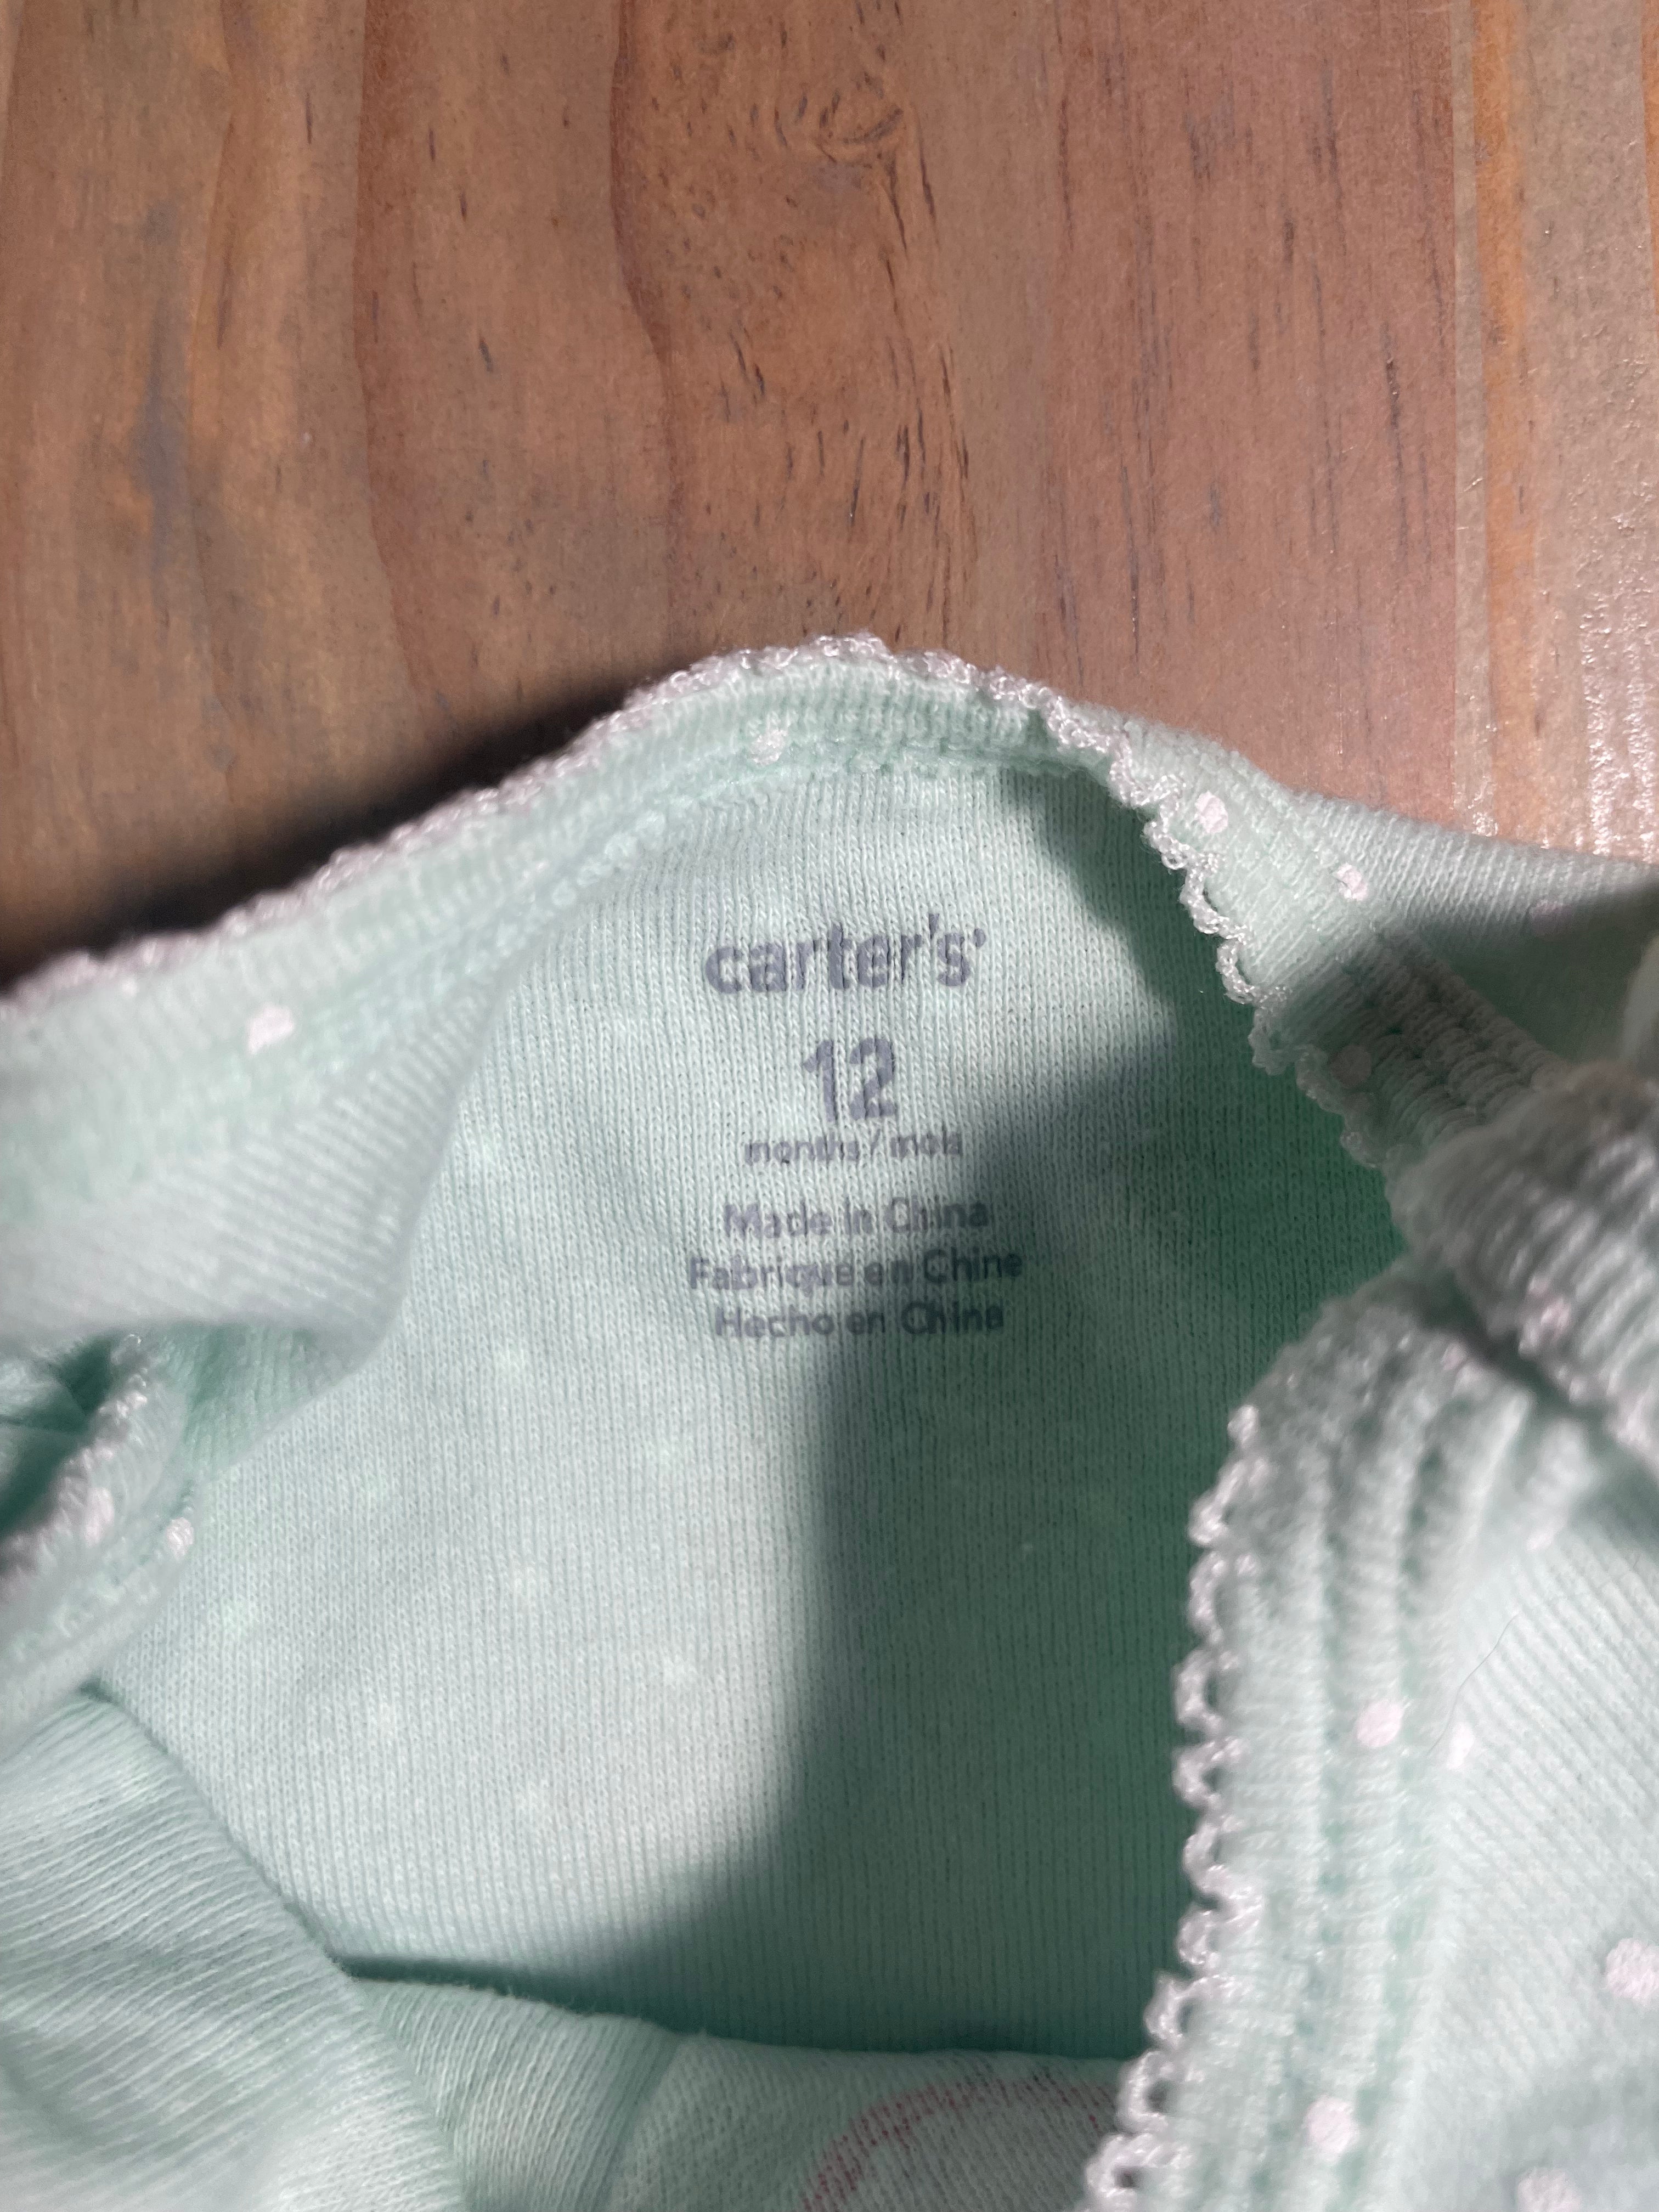 carter's
12
months / mois
Made in China
Fabriqué en Chine
Hecho en China